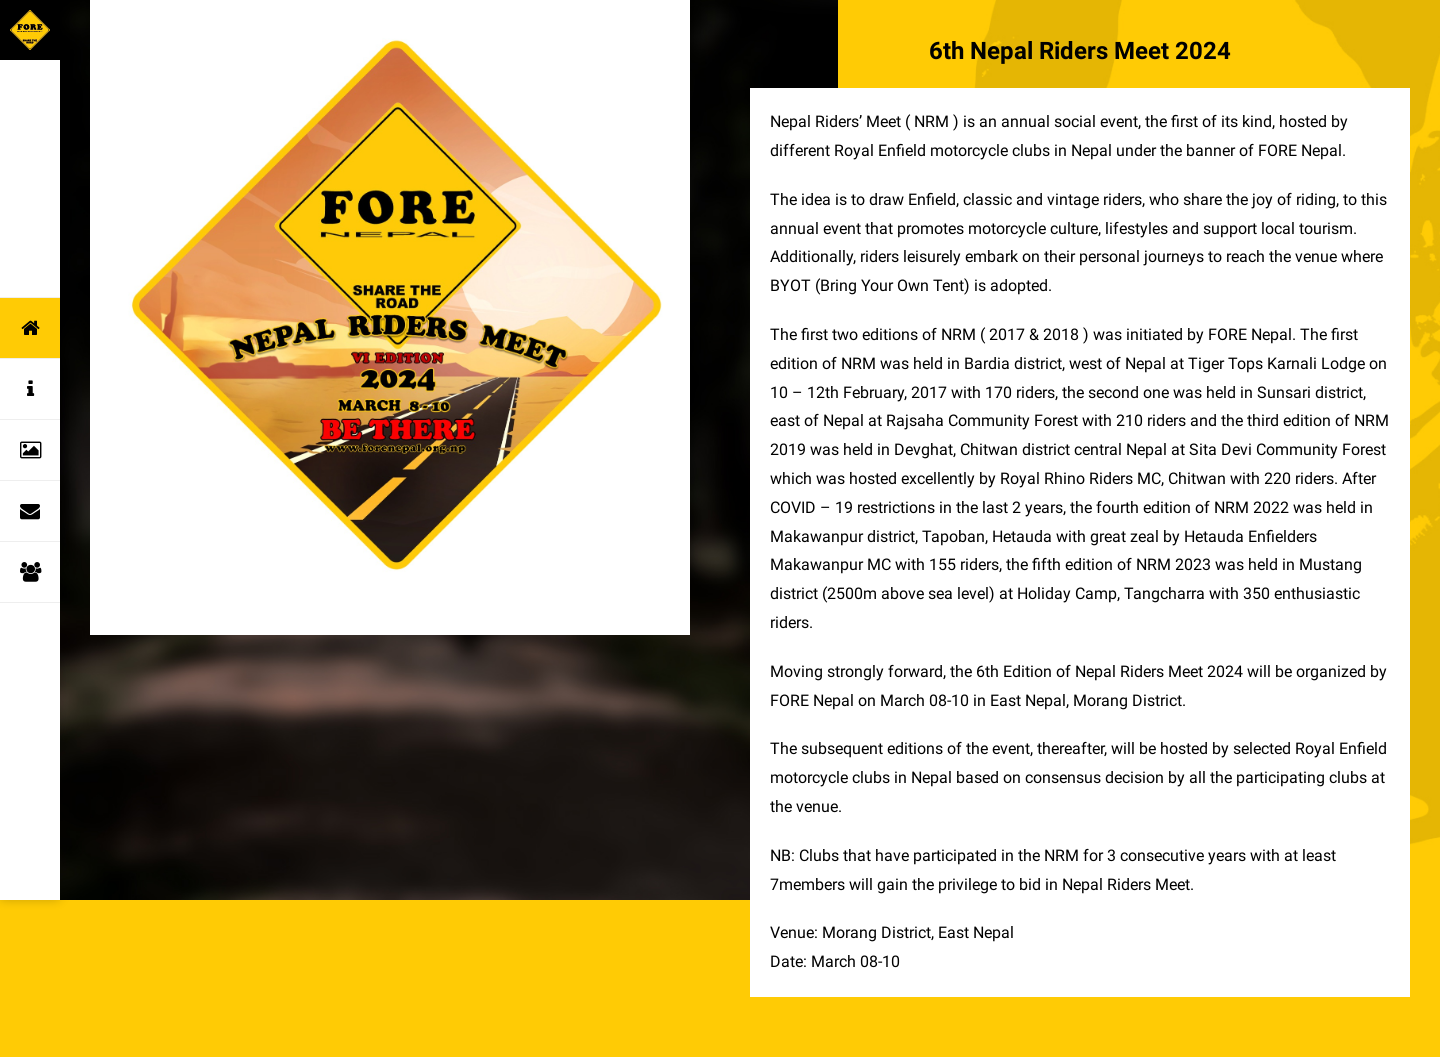 FORE
6th Nepal Riders Meet 2024
FORE
NEPAL
SHARE THE
ROAD
NEPAL RIDERS MEET
VI EDITION
2024
MARCH 8-10
BE THERE
www.forenepal.org.np
Nepal Riders’ Meet ( NRM ) is an annual social event, the first of its kind, hosted by
different Royal Enfield motorcycle clubs in Nepal under the banner of FORE Nepal.
The idea is to draw Enfield, classic and vintage riders, who share the joy of riding, to this
annual event that promotes motorcycle culture, lifestyles and support local tourism.
Additionally, riders leisurely embark on their personal journeys to reach the venue where
BYOT (Bring Your Own Tent) is adopted.
The first two editions of NRM ( 2017 & 2018 ) was initiated by FORE Nepal. The first
edition of NRM was held in Bardia district, west of Nepal at Tiger Tops Karnali Lodge on
10 – 12th February, 2017 with 170 riders, the second one was held in Sunsari district,
east of Nepal at Rajsaha Community Forest with 210 riders and the third edition of NRM
2019 was held in Devghat, Chitwan district central Nepal at Sita Devi Community Forest
which was hosted excellently by Royal Rhino Riders MC, Chitwan with 220 riders. After
COVID – 19 restrictions in the last 2 years, the fourth edition of NRM 2022 was held in
Makawanpur district, Tapoban, Hetauda with great zeal by Hetauda Enfielders
Makawanpur MC with 155 riders, the fifth edition of NRM 2023 was held in Mustang
district (2500m above sea level) at Holiday Camp, Tangcharra with 350 enthusiastic
riders.
Moving strongly forward, the 6th Edition of Nepal Riders Meet 2024 will be organized by
FORE Nepal on March 08-10 in East Nepal, Morang District.
The subsequent editions of the event, thereafter, will be hosted by selected Royal Enfield
motorcycle clubs in Nepal based on consensus decision by all the participating clubs at
the venue.
NB: Clubs that have participated in the NRM for 3 consecutive years with at least
7members will gain the privilege to bid in Nepal Riders Meet.
Venue: Morang District, East Nepal
Date: March 08-10